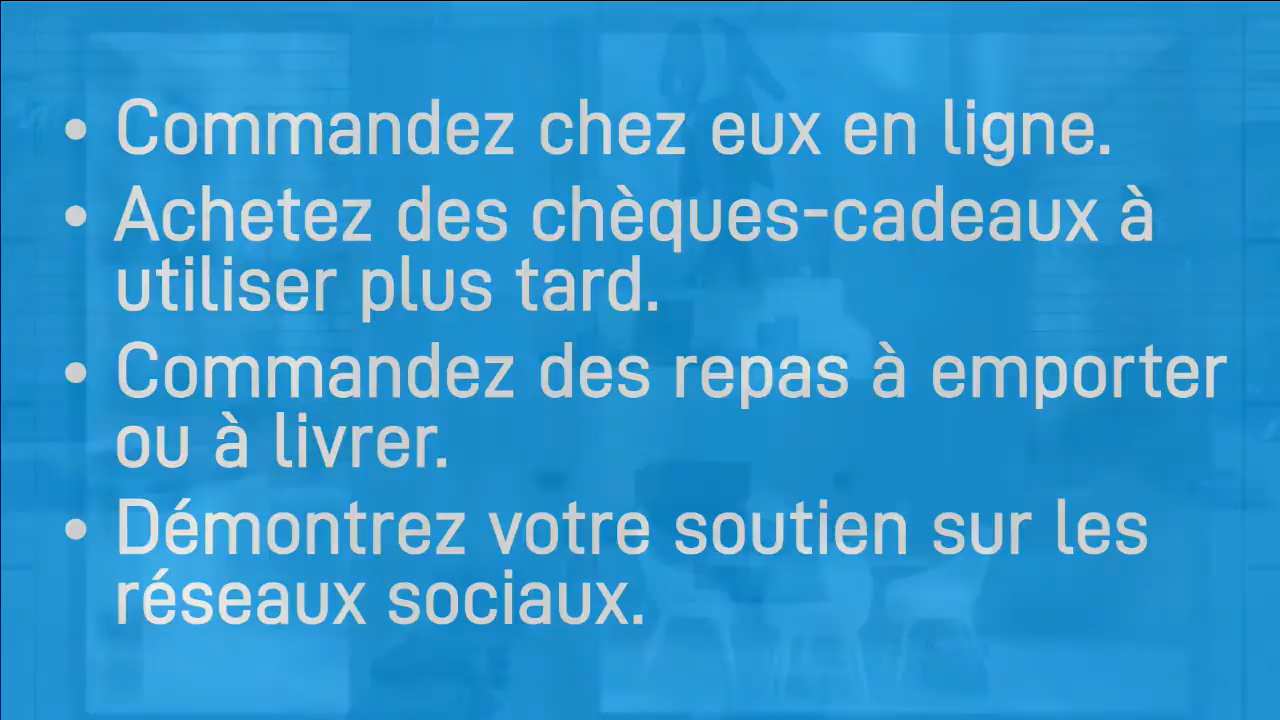 • Commandez chez eux en ligne.
• Achetez des chèques-cadeaux à
utiliser plus tard.
• Commandez des repas à emporter
ou à livrer.
• Démontrez votre soutien sur les
réseaux sociaux.